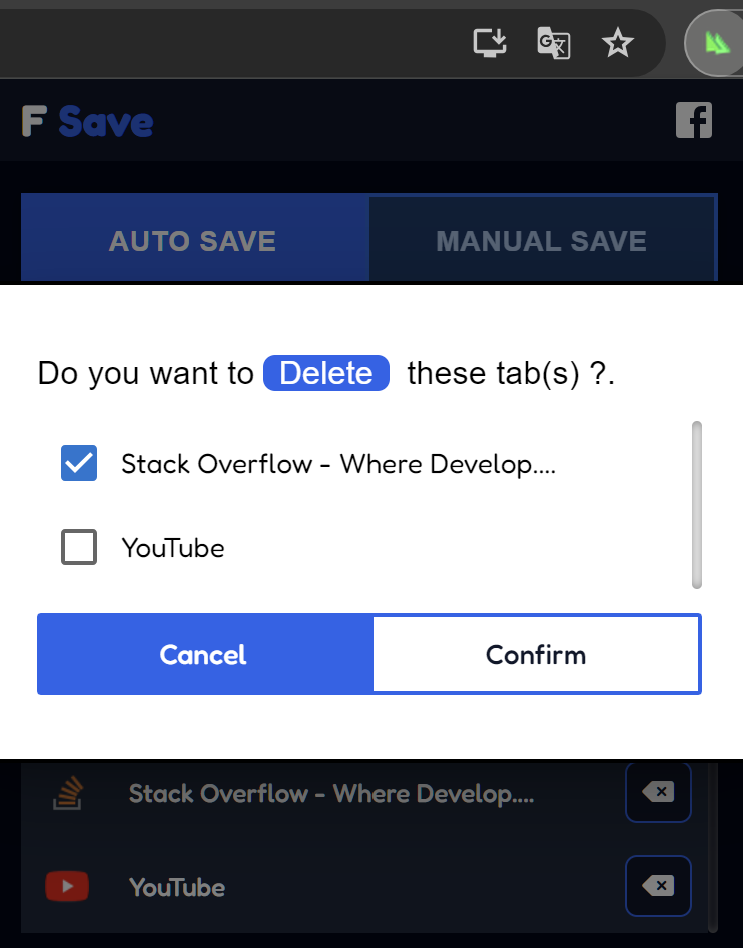 F Save
AUTO SAVE
MANUAL SAVE
Do you want to Delete these tab(s) ?.
Stack Overflow - Where Develop....
YouTube
Cancel
Confirm
Stack Overflow - Where Develop....
YouTube